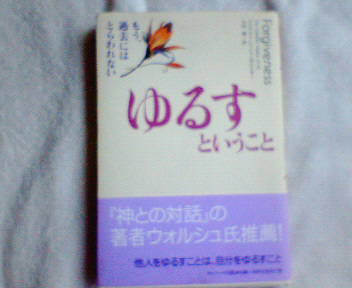 もう、
過去には
とらわれない
Forgiveness
ゆるす
ということ
『神との対話』の
著者ウォルシュ氏推薦!
他人をゆるすことは、自分をゆるすこと